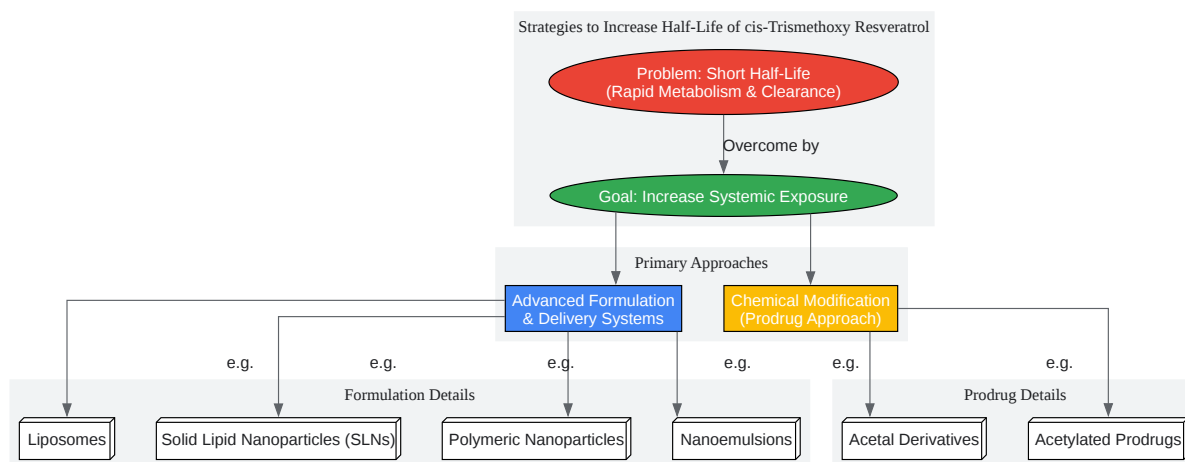 Strategies to Increase Half-Life of cis-Trismethoxy Resveratrol
Problem: Short Half-Life
(Rapid Metabolism & Clearance)
Overcome by
Goal: Increase Systemic Exposure
Primary Approaches
Advanced Formulation
& Delivery Systems
Chemical Modification
(Prodrug Approach)
e.g.
e.g.
e.g.
e.g.
e.g.
e.g.
Formulation Details
Prodrug Details
Liposomes
Solid Lipid Nanoparticles (SLNs)
Polymeric Nanoparticles
Nanoemulsions
Acetal Derivatives
Acetylated Prodrugs